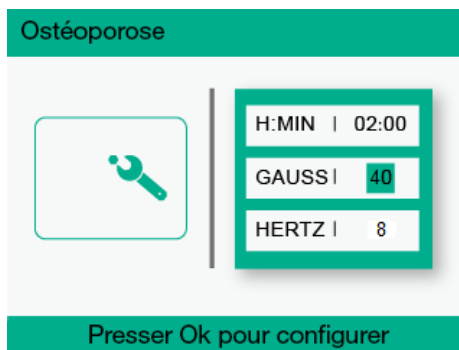 Ostéoporose
H:MIN | 02:00
GAUSS | 40
HERTZ | 8
Presser Ok pour configurer